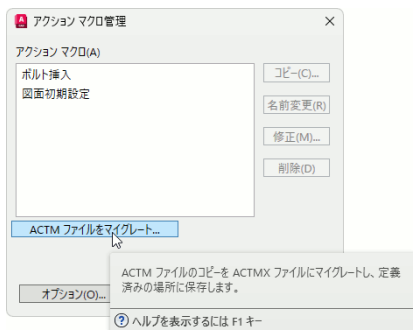 アクション マクロ管理
アクション マクロ(A)
ボルト挿入
図面初期設定
コピー(C)...
名前変更(R)
修正(M)...
削除(D)
ACTM ファイルをマイグレート...
オプション(O)...
ACTM ファイルのコピーを ACTMX ファイルにマイグレートし、定義
済みの場所に保存します。
ヘルプを表示するには F1 キー